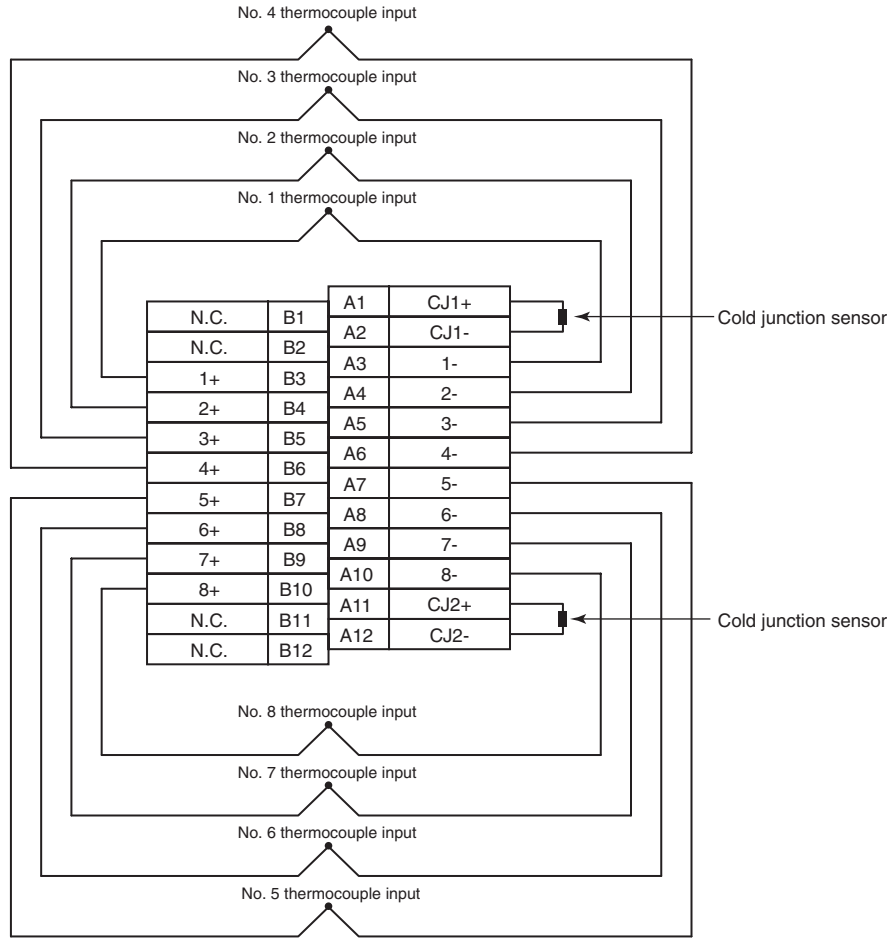 No. 4 thermocouple input
No. 3 thermocouple input
No. 2 thermocouple input
No. 1 thermocouple input
A1 CJ1+
N.C. B1
A2 CJ1-
Cold junction sensor
N.C. B2
A3 1-
1+ B3
A4 2-
2+ B4
A5 3-
3+ B5
A6 4-
4+ B6
A7 5-
5+ B7
A8 6-
6+ B8
A9 7-
7+ B9
A10 8-
8+ B10
A11 CJ2+
N.C. B11
A12 CJ2-
Cold junction sensor
N.C. B12
No. 8 thermocouple input
No. 7 thermocouple input
No. 6 thermocouple input
No. 5 thermocouple input